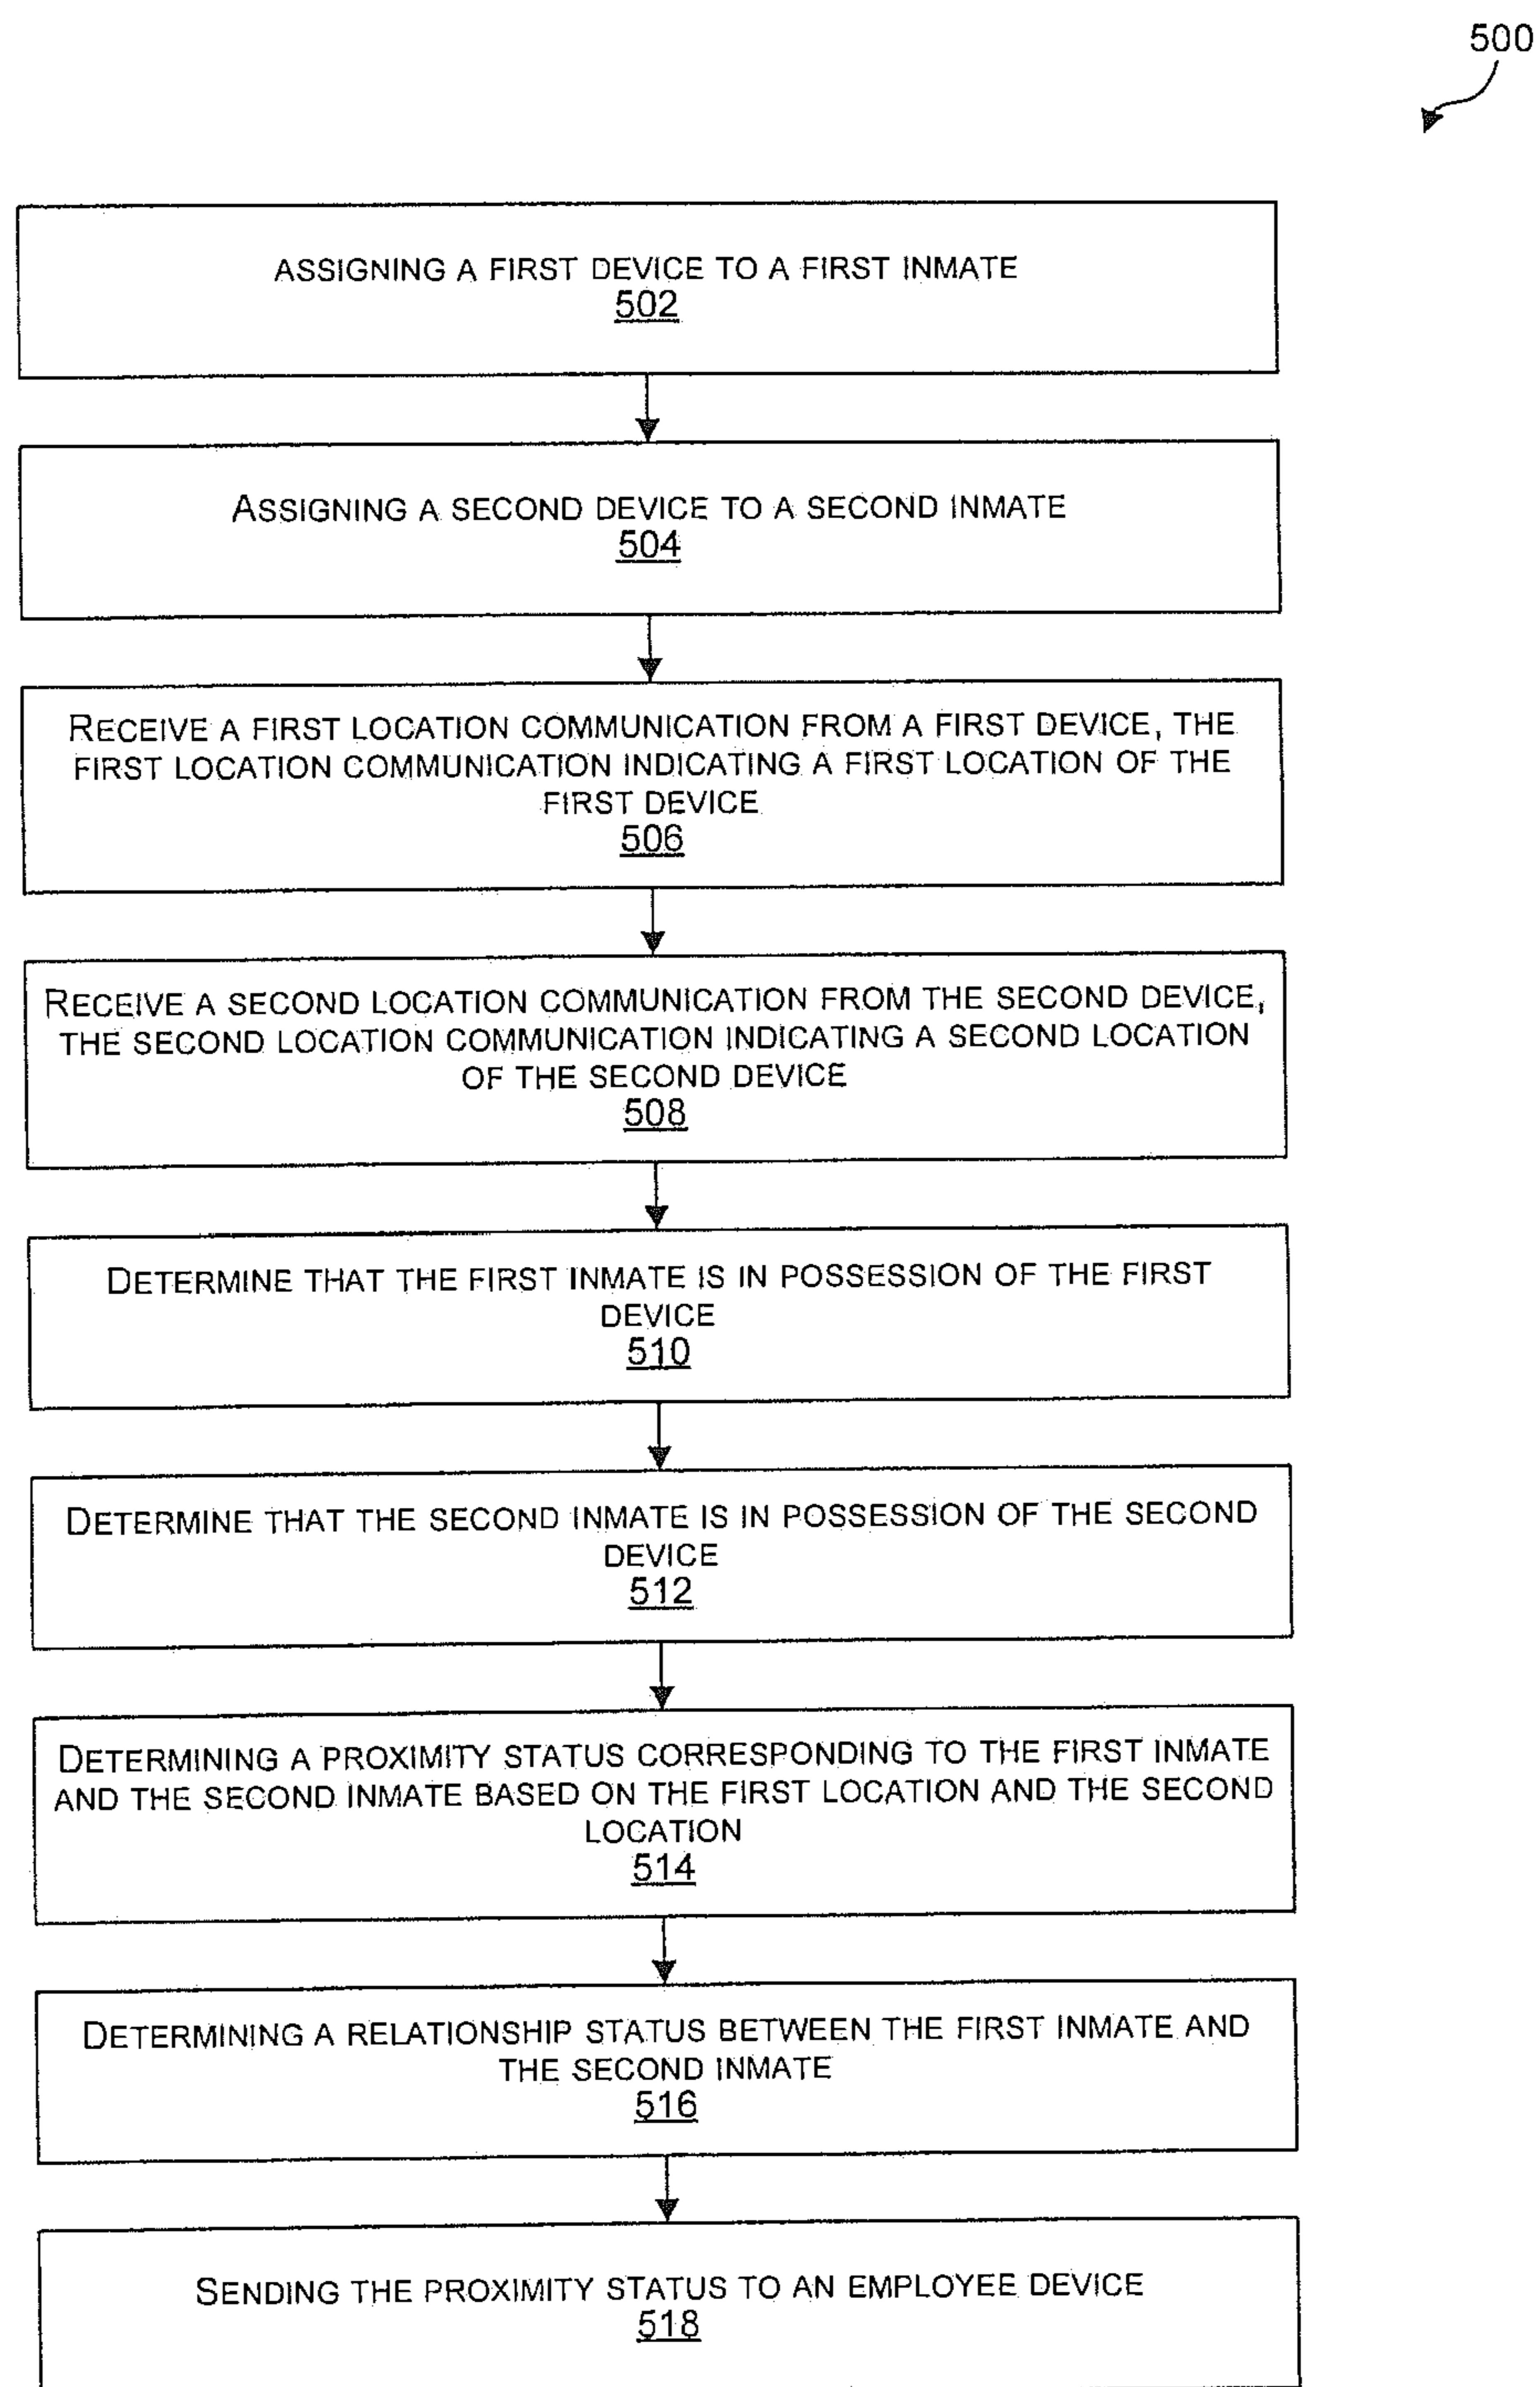 500
ASSIGNING A FIRST DEVICE TO A FIRST INMATE
502
ASSIGNING A SECOND DEVICE TO A SECOND INMATE
504
RECEIVE A FIRST LOCATION COMMUNICATION FROM A FIRST DEVICE, THE
FIRST LOCATION COMMUNICATION INDICATING A FIRST LOCATION OF THE
FIRST DEVICE
506
RECEIVE A SECOND LOCATION COMMUNICATION FROM THE SECOND DEVICE,
THE SECOND LOCATION COMMUNICATION INDICATING A SECOND LOCATION
OF THE SECOND DEVICE
508
DETERMINE THAT THE FIRST INMATE IS IN POSSESSION OF THE FIRST
DEVICE
510
DETERMINE THAT THE SECOND INMATE IS IN POSSESSION OF THE SECOND
DEVICE
512
DETERMINING A PROXIMITY STATUS CORRESPONDING TO THE FIRST INMATE
AND THE SECOND INMATE BASED ON THE FIRST LOCATION AND THE SECOND
LOCATION
514
DETERMINING A RELATIONSHIP STATUS BETWEEN THE FIRST INMATE AND
THE SECOND INMATE
516
SENDING THE PROXIMITY STATUS TO AN EMPLOYEE DEVICE
518